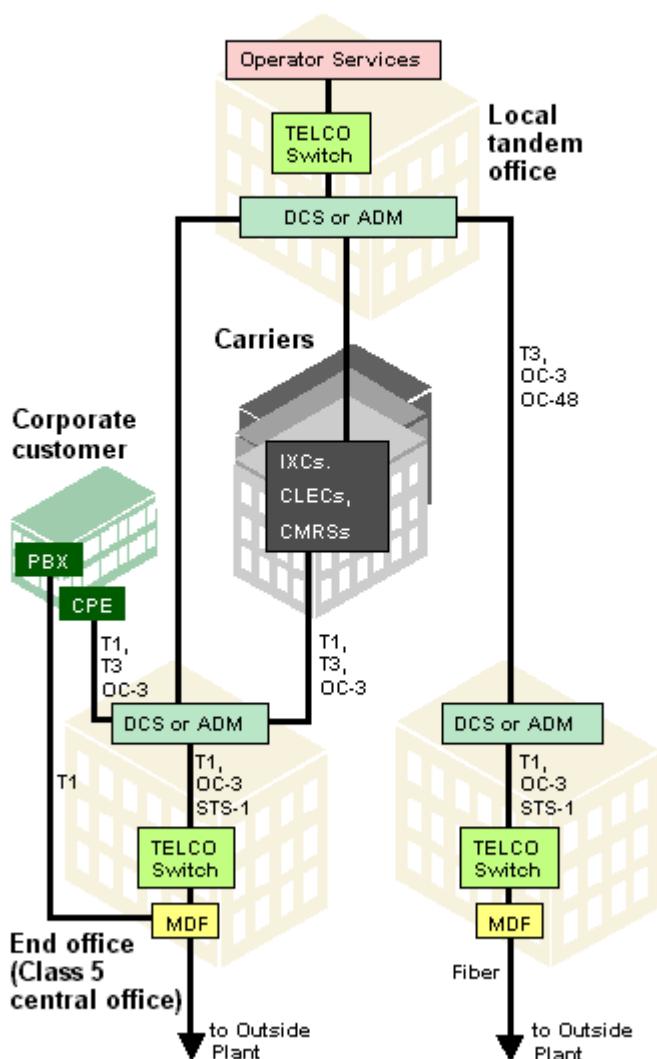 Operator Services
TELCO
Switch
Local
tandem
office
DCS or ADM
Carriers
T3,
OC-3
OC-48
Corporate
customer
IXCs.
CLECs,
CMRSs
PBX
CPE
T1,
T3
OC-3
T1,
T3,
OC-3
DCS or ADM
DCS or ADM
T1
T1,
OC-3
STS-1
T1,
OC-3
STS-1
TELCO
Switch
TELCO
Switch
MDF
MDF
End office
(Class 5
central office)
Fiber
to Outside
Plant
to Outside
Plant